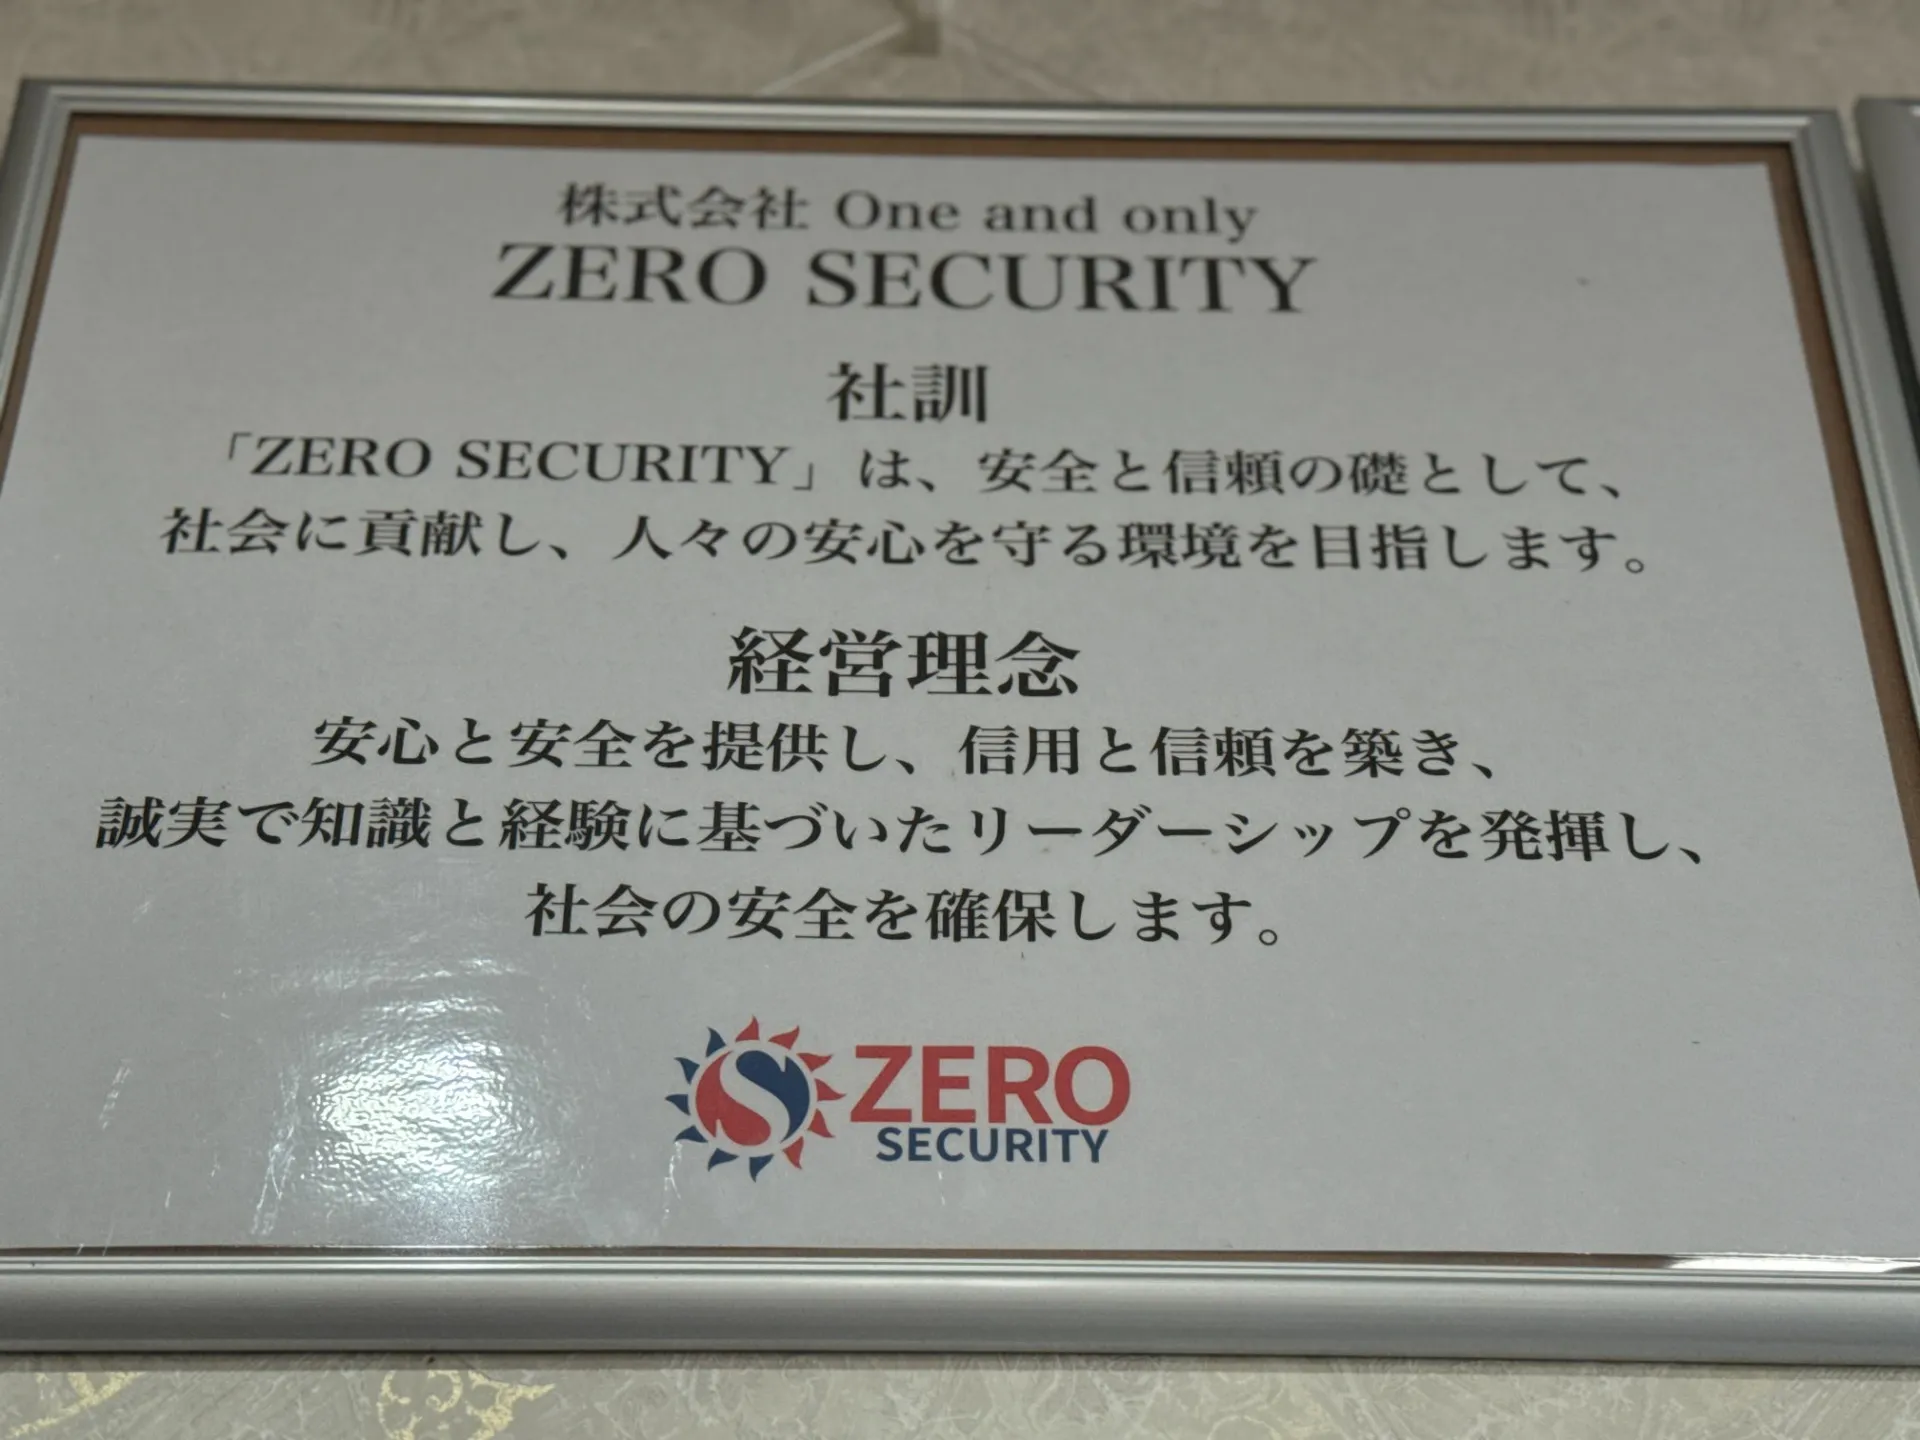 株式会社 One and only
ZERO SECURITY
社訓
「ZERO SECURITY」は、安全と信頼の礎として、
社会に貢献し、人々の安心を守る環境を目指します。
経営理念
安心と安全を提供し、信用と信頼を築き、
誠実で知識と経験に基づいたリーダーシップを発揮し、
社会の安全を確保します。
ZERO
SECURITY